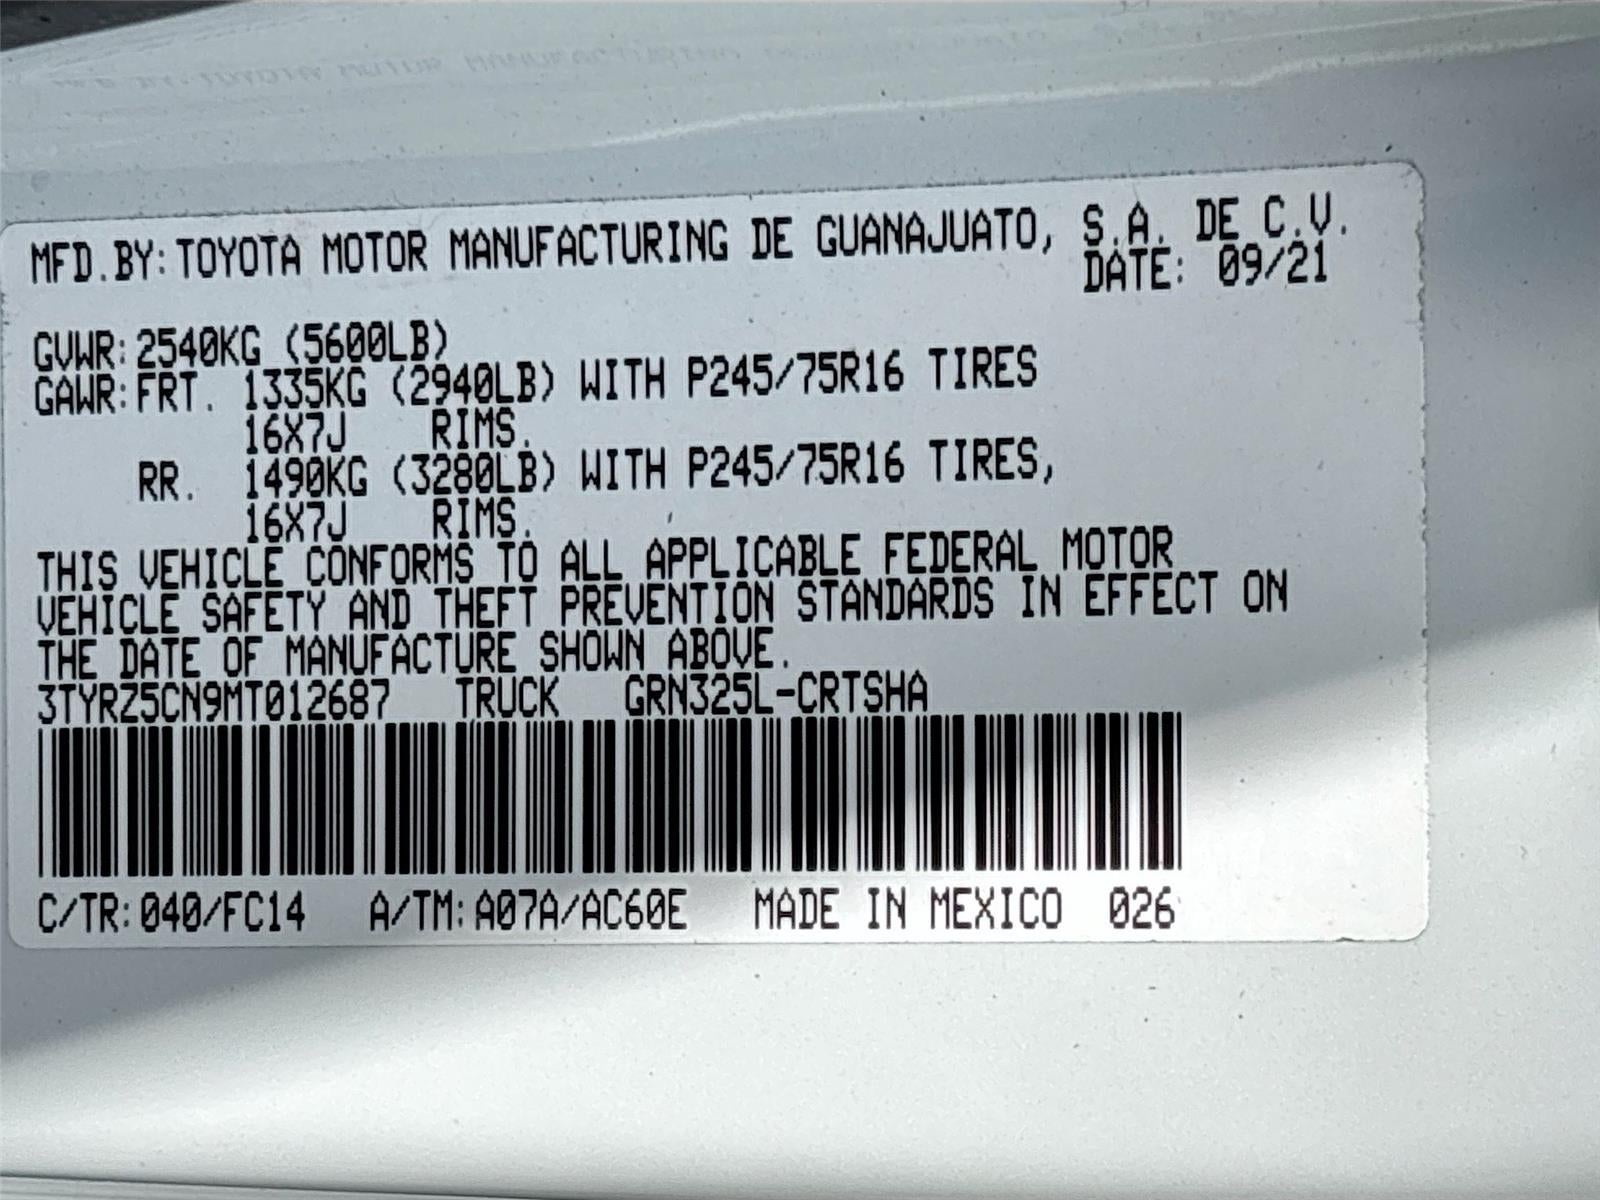 MFD.BY: TOYOTA MOTOR MANUFACTURING DE GUANAJUATO, S.A. DE C.V.
DATE: 09/21
GVWR: 2540KG (5600LB)
GAWR: FRT. 1335KG (2940LB) WITH P245/75R16 TIRES
16X7J RIMS.
RR. 1490KG (3280LB) WITH P245/75R16 TIRES,
16X7J RIMS.
THIS VEHICLE CONFORMS TO ALL APPLICABLE FEDERAL MOTOR
VEHICLE SAFETY AND THEFT PREVENTION STANDARDS IN EFFECT ON
THE DATE OF MANUFACTURE SHOWN ABOVE.
3TYRZ5CN9MT012687 TRUCK GRN325L-CRTSHA
C/TR: 040/FC14 A/TM: A07A/AC60E MADE IN MEXICO 026